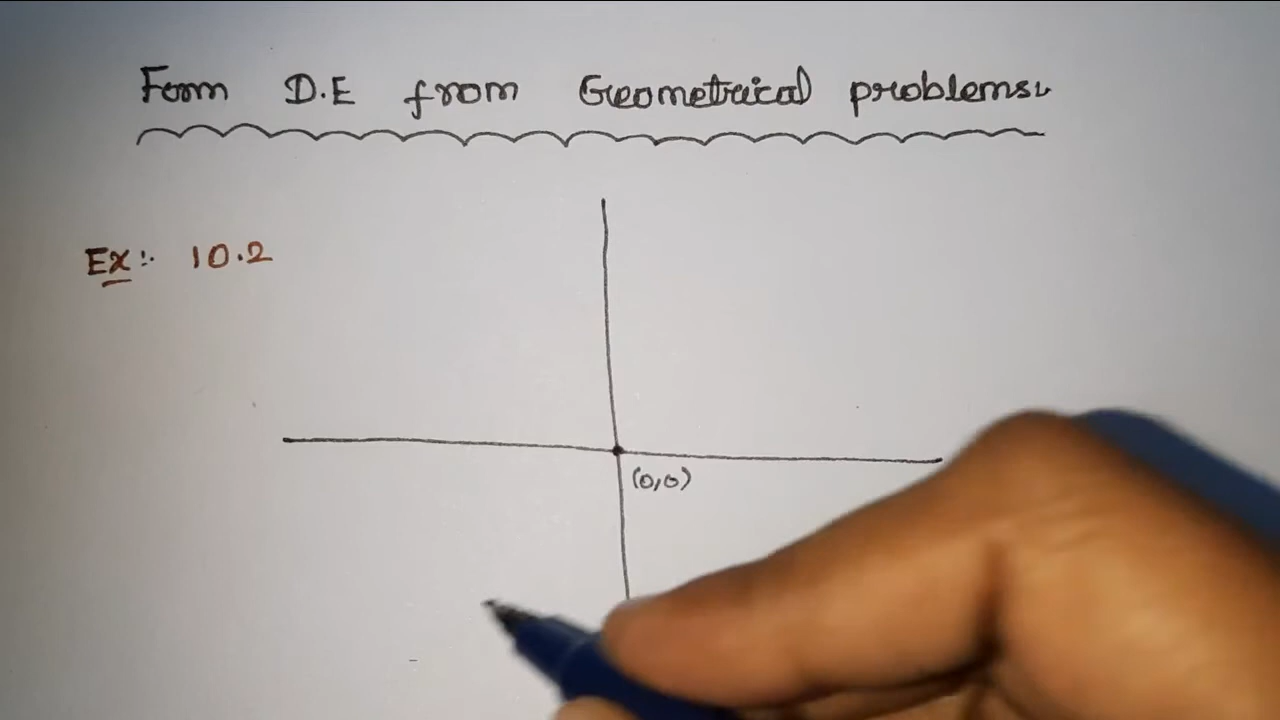 Form D.E from Geometrical problems
Ex:- 10.2
(0,0)